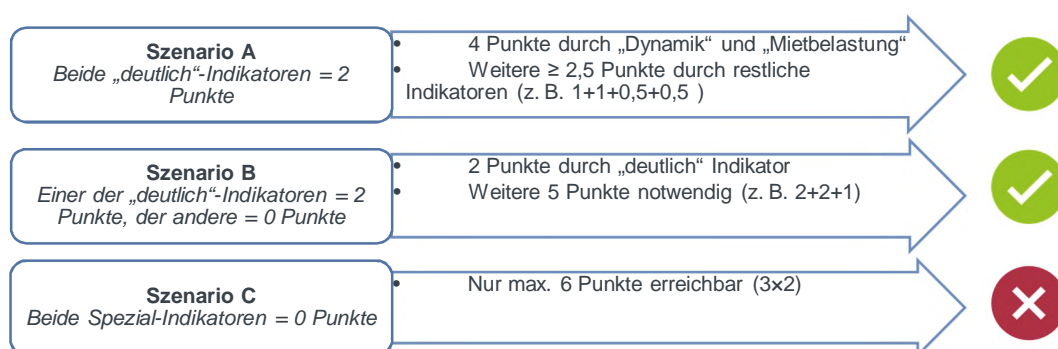 Szenario A
Beide „deutlich“-Indikatoren = 2
Punkte
• 4 Punkte durch „Dynamik“ und „Mietbelastung“
• Weitere ≥ 2,5 Punkte durch restliche
Indikatoren (z. B. 1+1+0,5+0,5 )
Szenario B
Einer der „deutlich“-Indikatoren = 2
Punkte, der andere = 0 Punkte
• 2 Punkte durch „deutlich“ Indikator
• Weitere 5 Punkte notwendig (z. B. 2+2+1)
Szenario C
Beide Spezial-Indikatoren = 0 Punkte
• Nur max. 6 Punkte erreichbar (3×2)